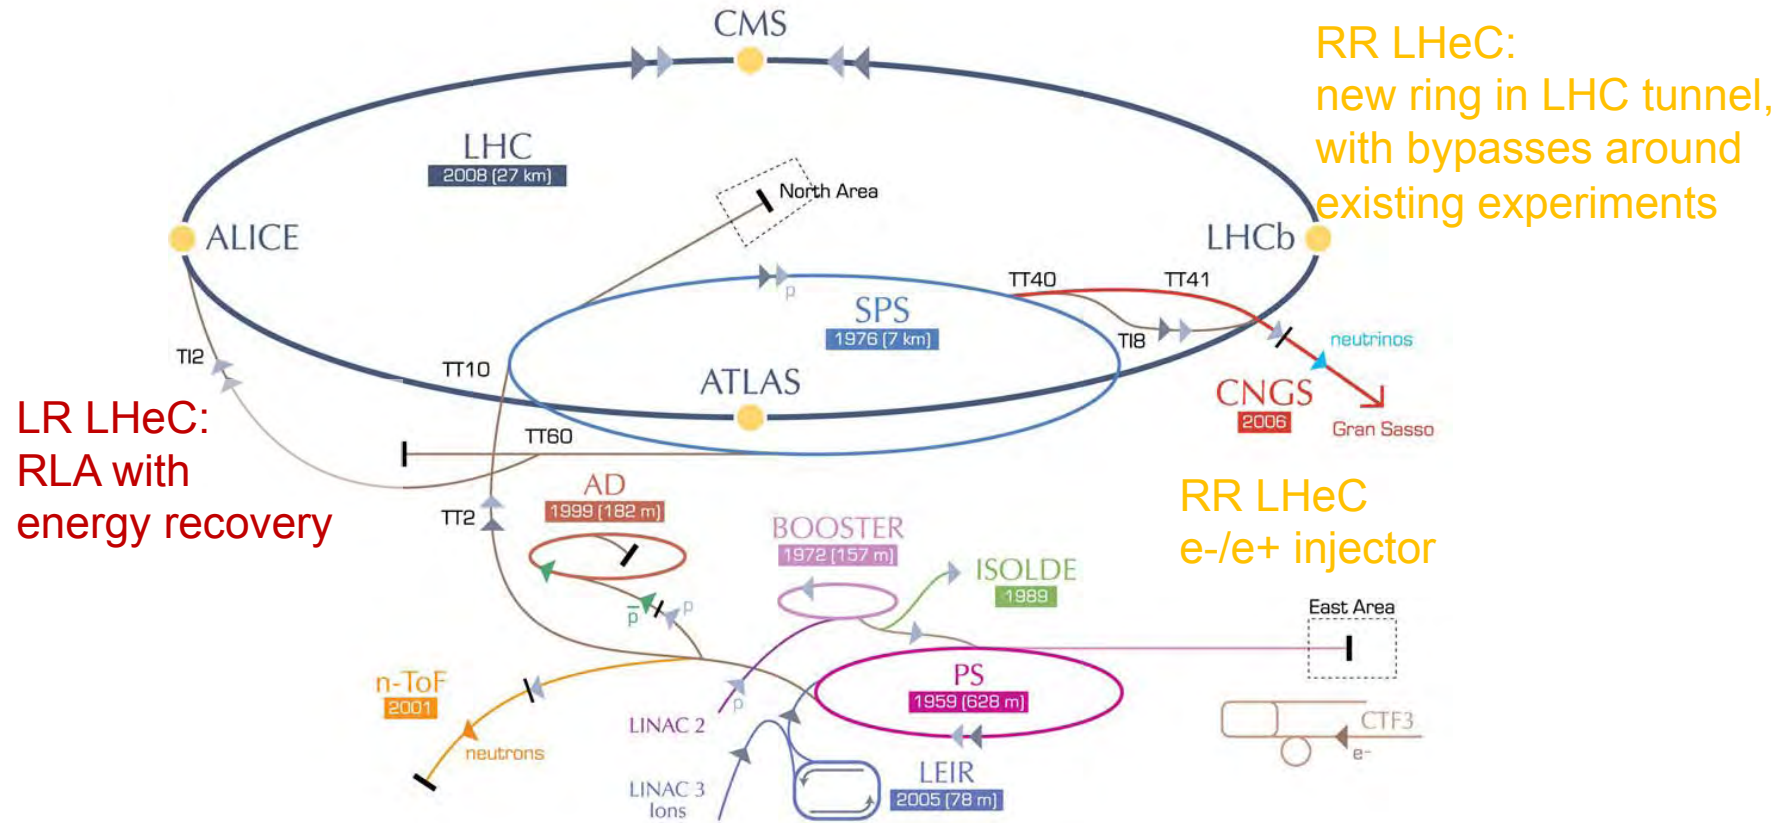 CMS
RR LHeC:
new ring in LHC tunnel,
with bypasses around
existing experiments
LHC
2008 (27 km)
North Area
ALICE
LHCb
TT40
TT41
p
SPS
1976 (7 km)
TI8
neutrinos
TI2
TT10
ATLAS
CNGS
2006
Gran Sasso
LR LHeC:
RLA with
energy recovery
TT60
AD
1999 (182 m)
TT2
BOOSTER
1972 (157 m)
RR LHeC
e-/e+ injector
ISOLDE
1989
East Area
p̅
p
n-ToF
2001
neutrons
LINAC 2
p
PS
1959 (628 m)
CTF3
e-
LINAC 3
Ions
LEIR
2005 (78 m)